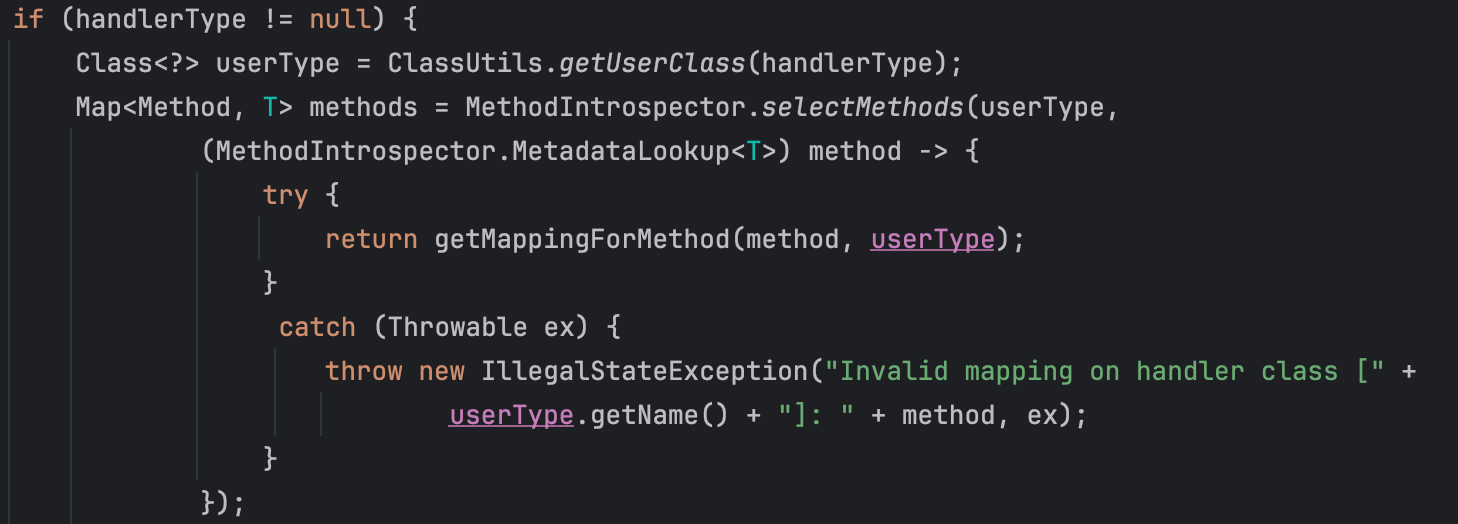 if (handlerType != null) {
    Class<?> userType = ClassUtils.getUserClass(handlerType);
    Map<Method, T> methods = MethodIntrospector.selectMethods(userType,
            (MethodIntrospector.MetadataLookup<T>) method -> {
                try {
                    return getMappingForMethod(method, userType);
                }
                 catch (Throwable ex) {
                    throw new IllegalStateException("Invalid mapping on handler class [" +
                            userType.getName() + "]: " + method, ex);
                }
            });